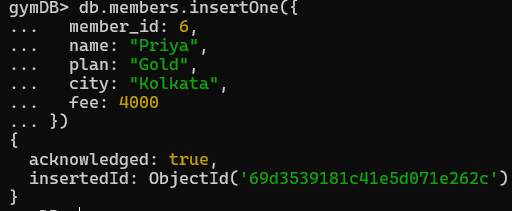 gymDB> db.members.insertOne({
...   member_id: 6,
...   name: "Priya",
...   plan: "Gold",
...   city: "Kolkata",
...   fee: 4000
... })
{
  acknowledged: true,
  insertedId: ObjectId('69d3539181c41e5d071e262c')
}